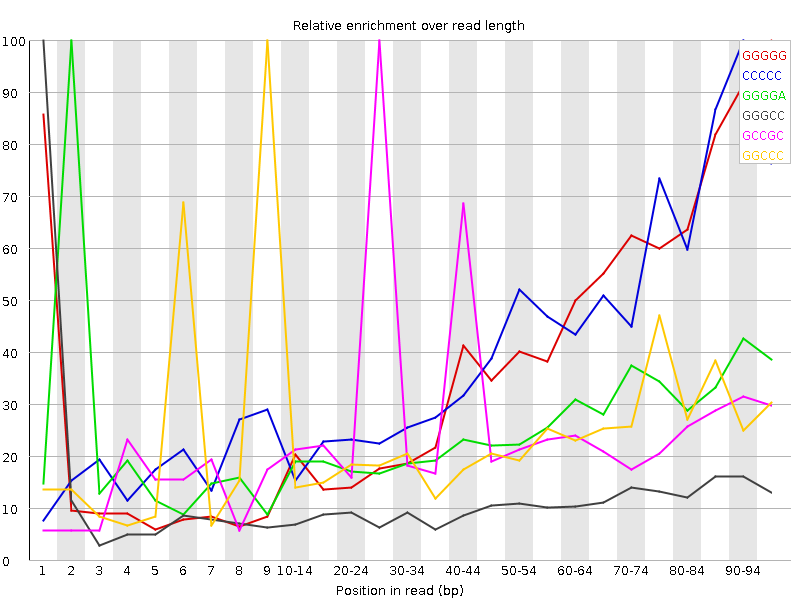 Relative enrichment over read length
100
90
80
70
60
50
40
30
20
10
0
GGGGG
CCCCC
GGGGA
GGGCC
GCCGC
GGCCC
1 2 3 4 5 6 7 8 9 10-14 20-24 30-34 40-44 50-54 60-64 70-74 80-84 90-94
Position in read (bp)